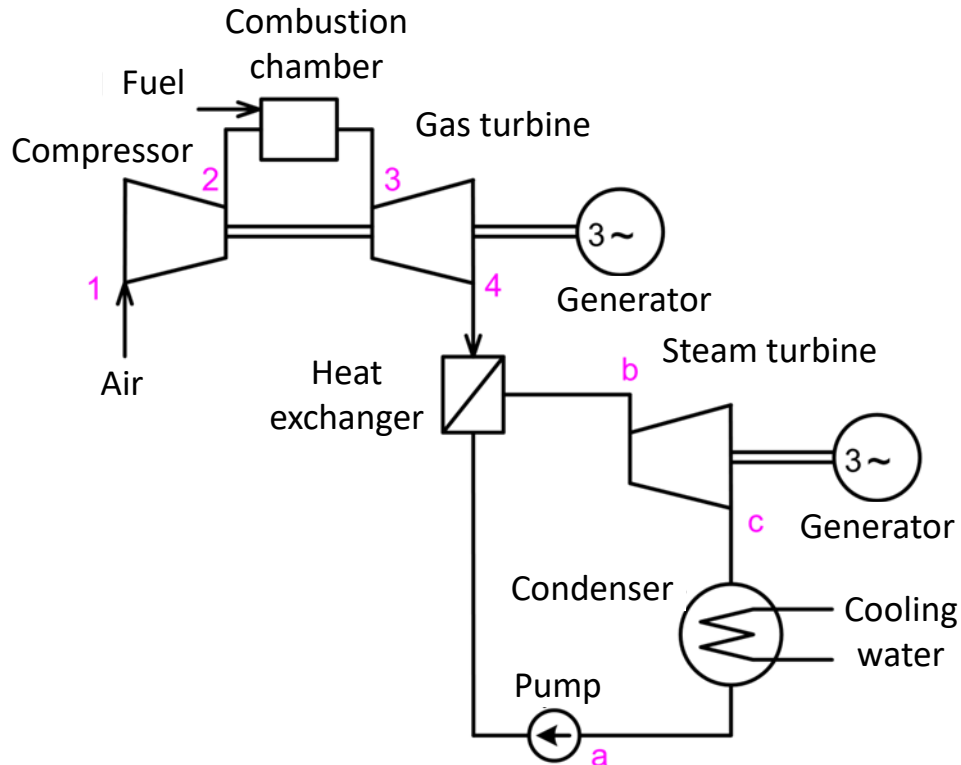 Combustion
chamber
Fuel
Gas turbine
Compressor
2
3
3~
1
4
Generator
Air
Heat
exchanger
Steam turbine
b
3~
c
Generator
Condenser
Cooling
water
Pump
a